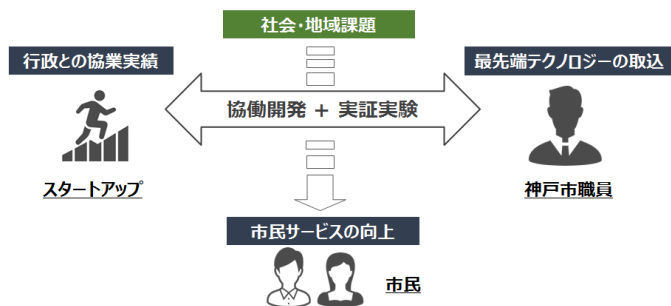 社会・地域課題
行政との協業実績
最先端テクノロジーの取込
協働開発 + 実証実験
スタートアップ
神戸市職員
市民サービスの向上
市民